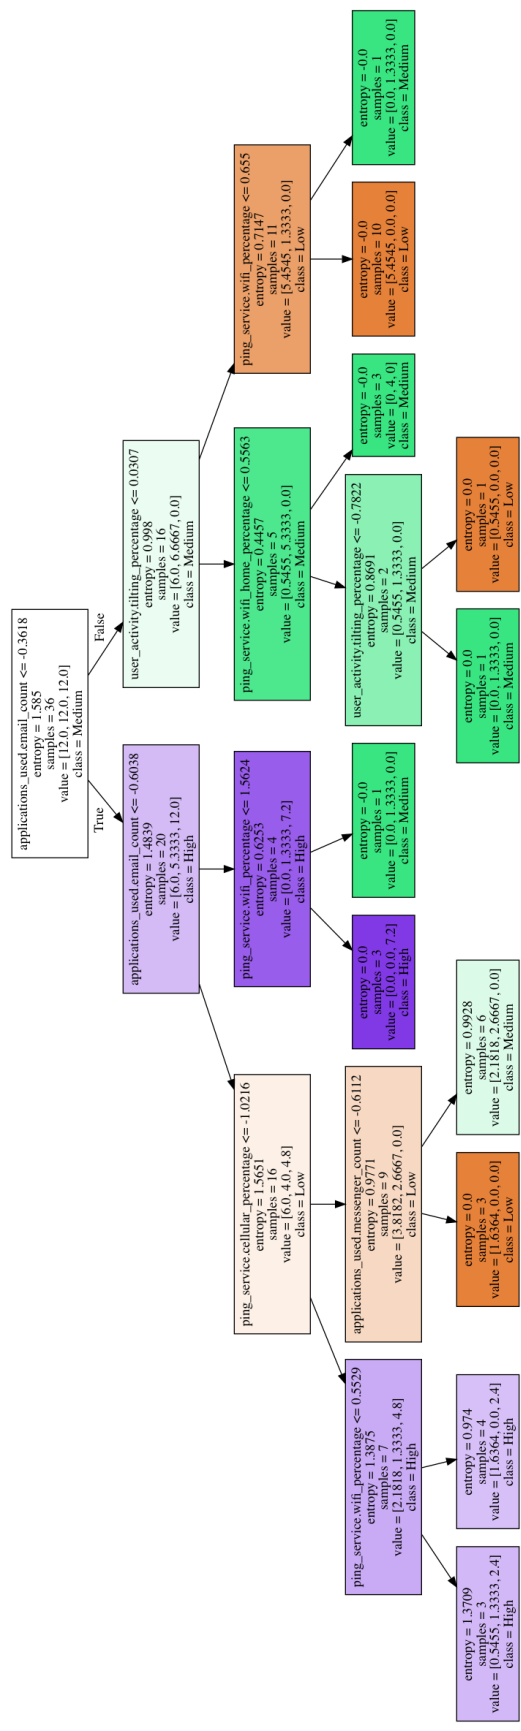 applications_used.email_count <= -0.3618
entropy = 1.585
samples = 36
value = [12.0, 12.0, 12.0]
class = Medium
True
False
applications_used.email_count <= -0.6038
entropy = 1.4839
samples = 20
value = [6.0, 5.3333, 12.0]
class = High
user_activity.tilting_percentage <= 0.0307
entropy = 0.998
samples = 16
value = [6.0, 6.6667, 0.0]
class = Medium
ping_service.cellular_percentage <= -1.0216
entropy = 1.5651
samples = 16
value = [6.0, 4.0, 4.8]
class = Low
ping_service.wifi_percentage <= 1.5624
entropy = 0.6253
samples = 4
value = [0.0, 1.3333, 7.2]
class = High
ping_service.wifi_home_percentage <= 0.5563
entropy = 0.4457
samples = 5
value = [0.5455, 5.3333, 0.0]
class = Medium
ping_service.wifi_percentage <= 0.655
entropy = 0.7147
samples = 11
value = [5.4545, 1.3333, 0.0]
class = Low
ping_service.wifi_percentage <= 0.5529
entropy = 1.3875
samples = 7
value = [2.1818, 1.3333, 4.8]
class = High
applications_used.messenger_count <= -0.6112
entropy = 0.9771
samples = 9
value = [3.8182, 2.6667, 0.0]
class = Low
entropy = 0.0
samples = 3
value = [0.0, 0.0, 7.2]
class = High
entropy = -0.0
samples = 1
value = [0.0, 1.3333, 0.0]
class = Medium
user_activity.tilting_percentage <= -0.7822
entropy = 0.8691
samples = 2
value = [0.5455, 1.3333, 0.0]
class = Medium
entropy = -0.0
samples = 3
value = [0, 4, 0]
class = Medium
entropy = -0.0
samples = 10
value = [5.4545, 0.0, 0.0]
class = Low
entropy = -0.0
samples = 1
value = [0.0, 1.3333, 0.0]
class = Medium
entropy = 1.3709
samples = 3
value = [0.5455, 1.3333, 2.4]
class = High
entropy = 0.974
samples = 4
value = [1.6364, 0.0, 2.4]
class = High
entropy = 0.0
samples = 3
value = [1.6364, 0.0, 0.0]
class = Low
entropy = 0.9928
samples = 6
value = [2.1818, 2.6667, 0.0]
class = Medium
entropy = 0.0
samples = 1
value = [0.0, 1.3333, 0.0]
class = Medium
entropy = 0.0
samples = 1
value = [0.5455, 0.0, 0.0]
class = Low